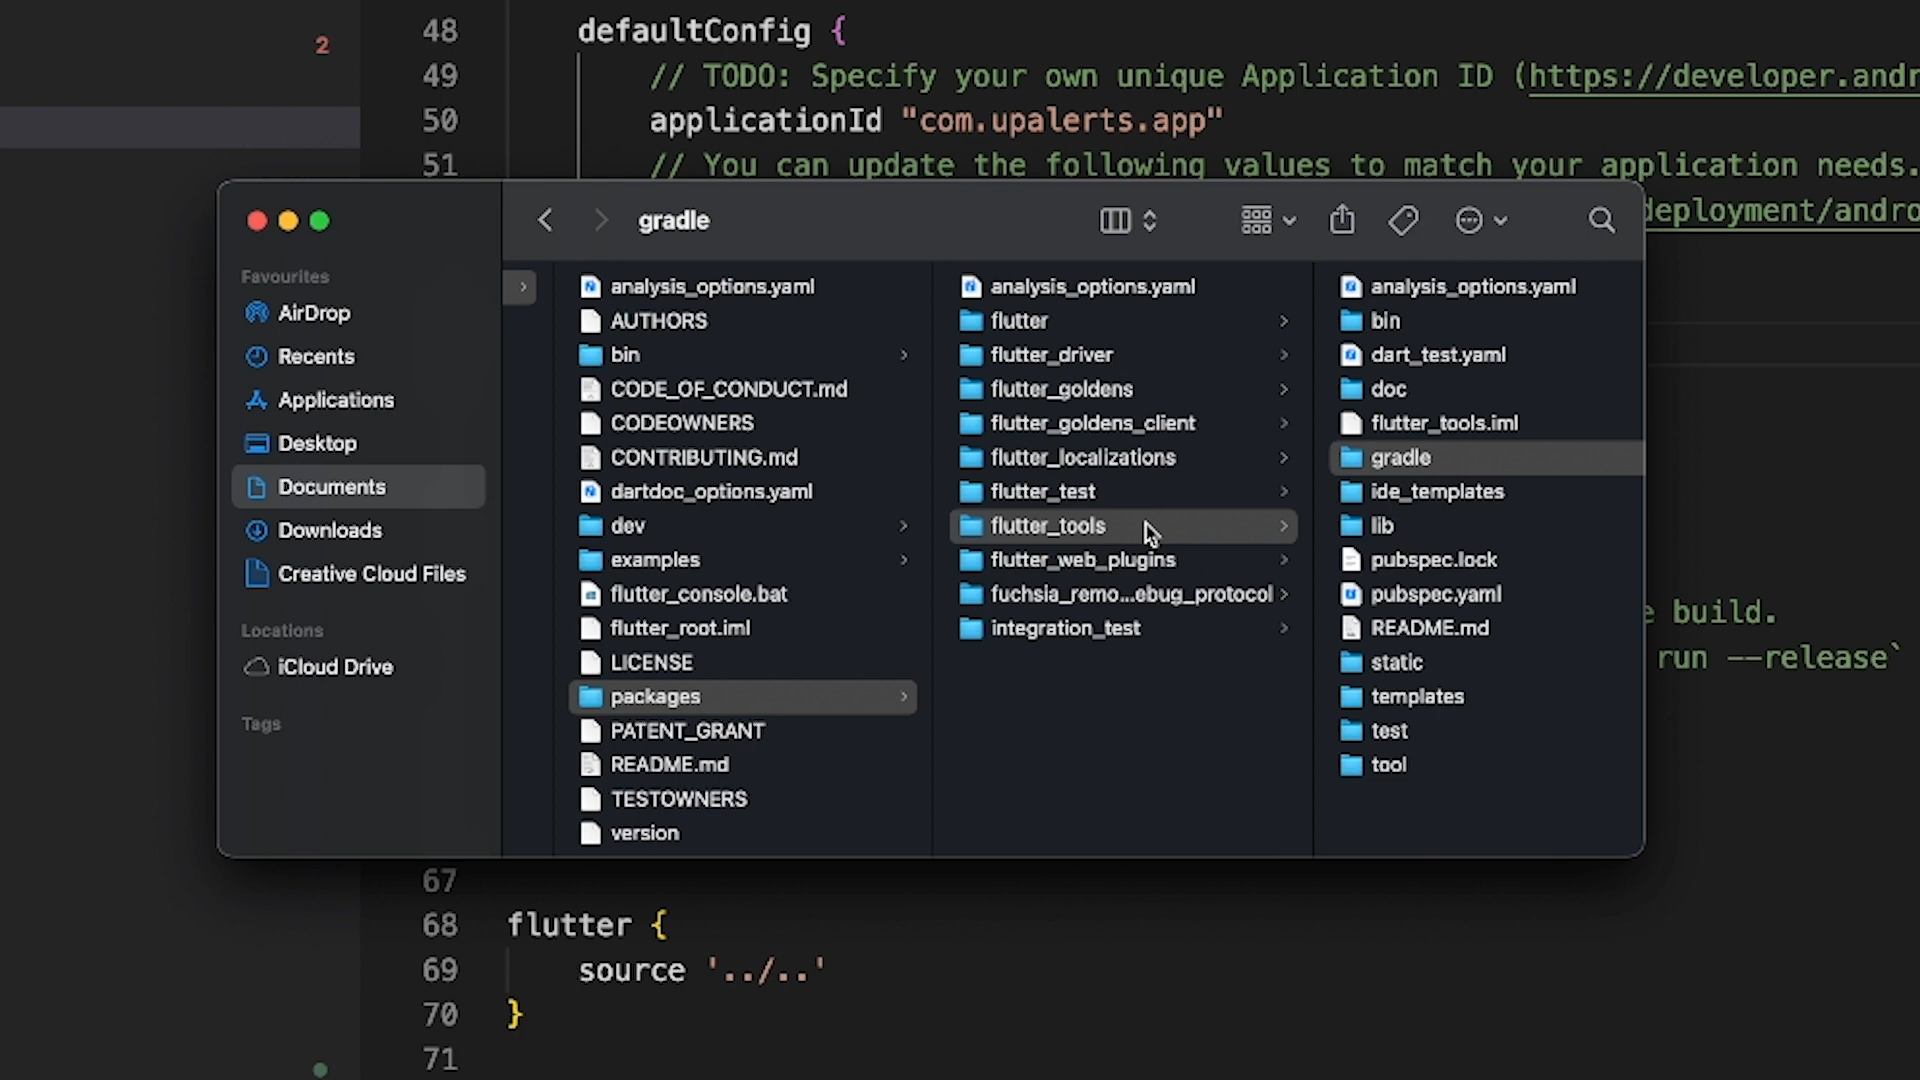 2
48 defaultConfig {
49 // TODO: Specify your own unique Application ID (https://developer.andr
50 applicationId "com.upalerts.app"
51 // You can update the following values to match your application needs.
deployment/andro
gradle
Favourites
AirDrop
Recents
Applications
Desktop
Documents
Downloads
Creative Cloud Files
Locations
iCloud Drive
Tags
analysis_options.yaml
AUTHORS
bin
CODE_OF_CONDUCT.md
CODEOWNERS
CONTRIBUTING.md
dartdoc_options.yaml
dev
examples
flutter_console.bat
flutter_root.iml
LICENSE
packages
PATENT_GRANT
README.md
TESTOWNERS
version
analysis_options.yaml
flutter
flutter_driver
flutter_goldens
flutter_goldens_client
flutter_localizations
flutter_test
flutter_tools
flutter_web_plugins
fuchsia_remo...ebug_protocol
integration_test
analysis_options.yaml
bin
dart_test.yaml
doc
flutter_tools.iml
gradle
ide_templates
lib
pubspec.lock
pubspec.yaml
README.md
static
templates
test
tool
e build.
run --release`
67
68 flutter {
69 source '../..'
70 }
71